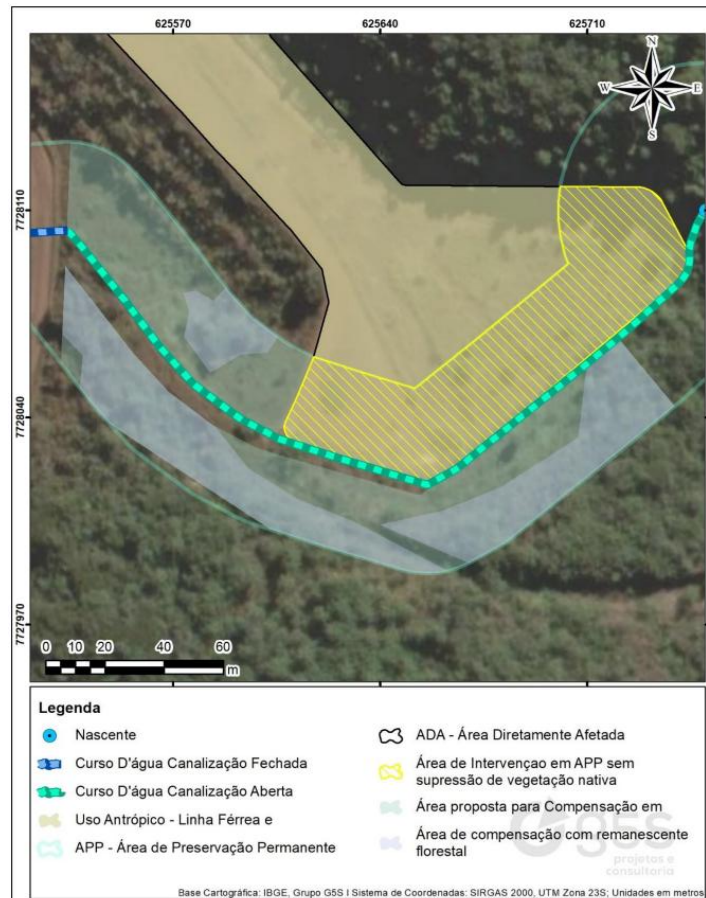 625570 625640 625710
N
W E
S
7728110
7728040
7727970
0 10 20 40 60
m
Legenda
Nascente
Curso D'água Canalização Fechada
Curso D'água Canalização Aberta
Uso Antrópico - Linha Férrea e
APP - Área de Preservação Permanente
ADA - Área Diretamente Afetada
Área de Intervençao em APP sem
supressão de vegetação nativa
Área proposta para Compensação em
Área de compensação com remanescente
florestal
g5s
projetos e
consultoria
Base Cartográfica: IBGE, Grupo G5S I Sistema de Coordenadas: SIRGAS 2000, UTM Zona 23S; Unidades em metros